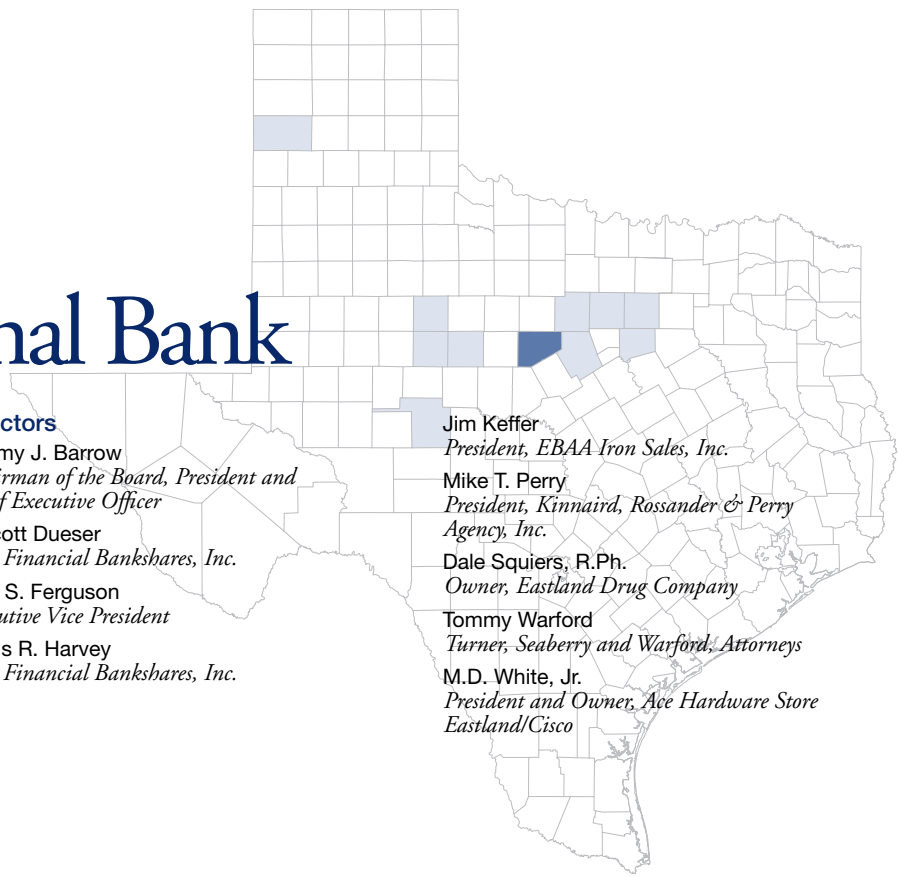 nal Bank
ctors
my J. Barrow
irman of the Board, President and
f Executive Officer
ott Dueser
Financial Bankshares, Inc.
S. Ferguson
utive Vice President
s R. Harvey
Financial Bankshares, Inc.
Jim Keffer
President, EBAA Iron Sales, Inc.
Mike T. Perry
President, Kinnaird, Rossander & Perry
Agency, Inc.
Dale Squiers, R.Ph.
Owner, Eastland Drug Company
Tommy Warford
Turner, Seaberry and Warford, Attorneys
M.D. White, Jr.
President and Owner, Ace Hardware Store
Eastland/Cisco